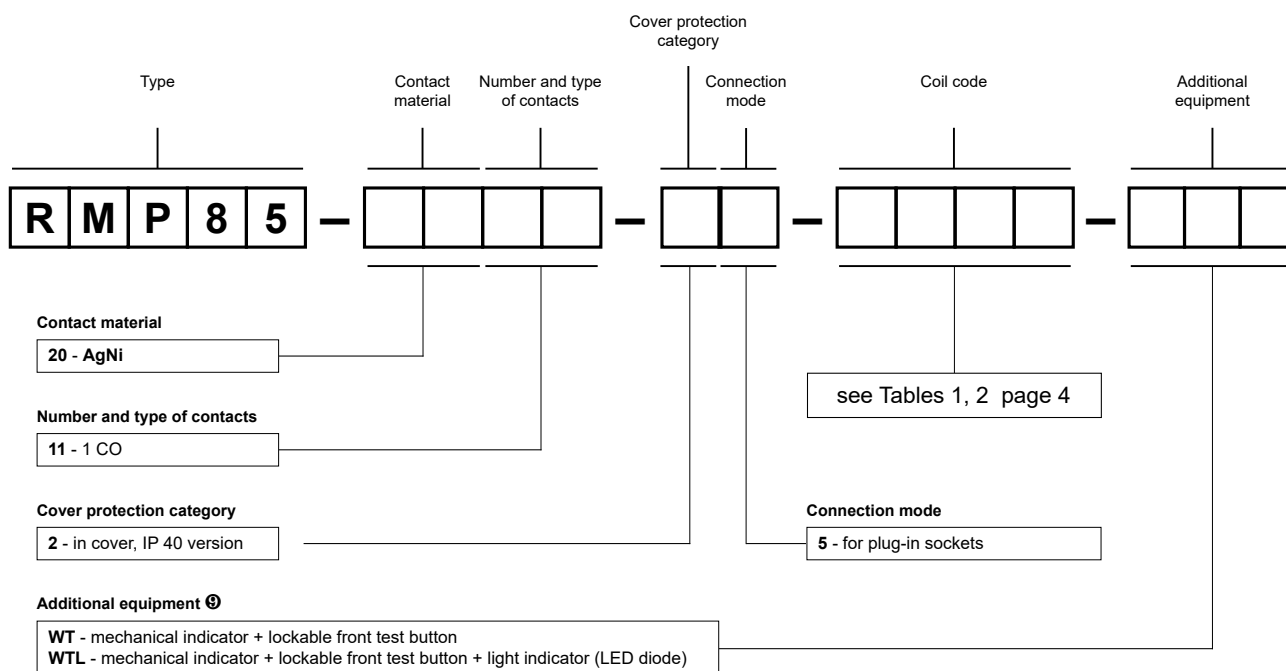 Cover protection
category
Type
Contact
material
Number and type
of contacts
Connection
mode
Coil code
Additional
equipment
R M P 8 5 – – – –
Contact material
20 - AgNi
see Tables 1, 2 page 4
Number and type of contacts
11 - 1 CO
Cover protection category
2 - in cover, IP 40 version
Connection mode
5 - for plug-in sockets
Additional equipment ❾
WT - mechanical indicator + lockable front test button
WTL - mechanical indicator + lockable front test button + light indicator (LED diode)